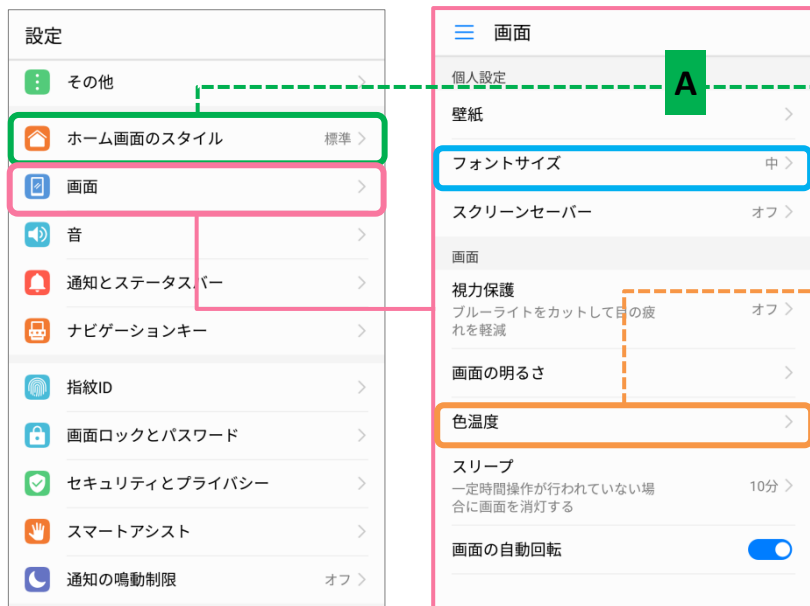 設定
その他
ホーム画面のスタイル 標準
画面
音
通知とステータスバー
ナビゲーションキー
指紋ID
画面ロックとパスワード
セキュリティとプライバシー
スマートアシスト
通知の鳴動制限 オフ
画面
個人設定
A
壁紙
フォントサイズ 中
スクリーンセーバー オフ
画面
視力保護
ブルーライトをカットして目の疲
れを軽減
オフ
画面の明るさ
色温度
スリープ
一定時間操作が行われていない場
合に画面を消灯する
10分
画面の自動回転